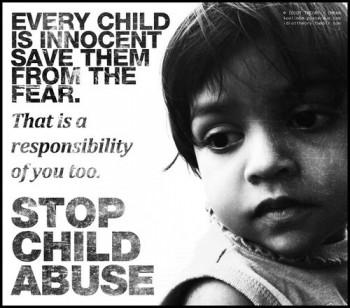 EVERY CHILD
IS INNOCENT
SAVE THEM
FROM THE
FEAR.
That is a
responsibility
of you too.
STOP
CHILD
ABUSE